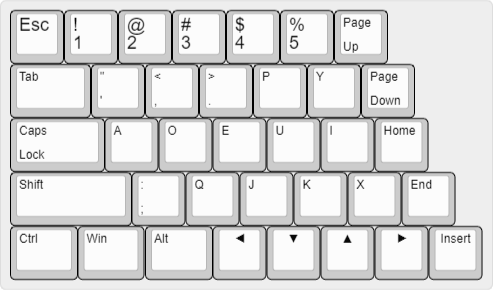 Esc ! @ # $ % Page
1 2 3 4 5 Up
Tab " < > P Y Page
' , . Down
Caps A O E U I Home
Lock
Shift : Q J K X End
;
Ctrl Win Alt ◄ ▼ ▲ ► Insert